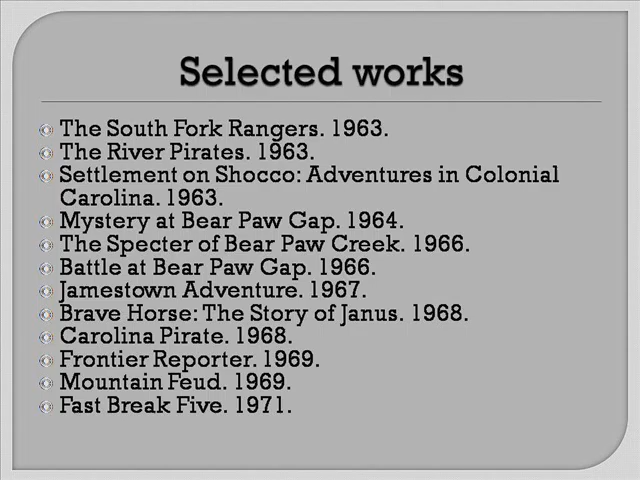 Selected works
The South Fork Rangers. 1963.
The River Pirates. 1963.
Settlement on Shocco: Adventures in Colonial
Carolina. 1963.
Mystery at Bear Paw Gap. 1964.
The Specter of Bear Paw Creek. 1966.
Battle at Bear Paw Gap. 1966.
Jamestown Adventure. 1967.
Brave Horse: The Story of Janus. 1968.
Carolina Pirate. 1968.
Frontier Reporter. 1969.
Mountain Feud. 1969.
Fast Break Five. 1971.